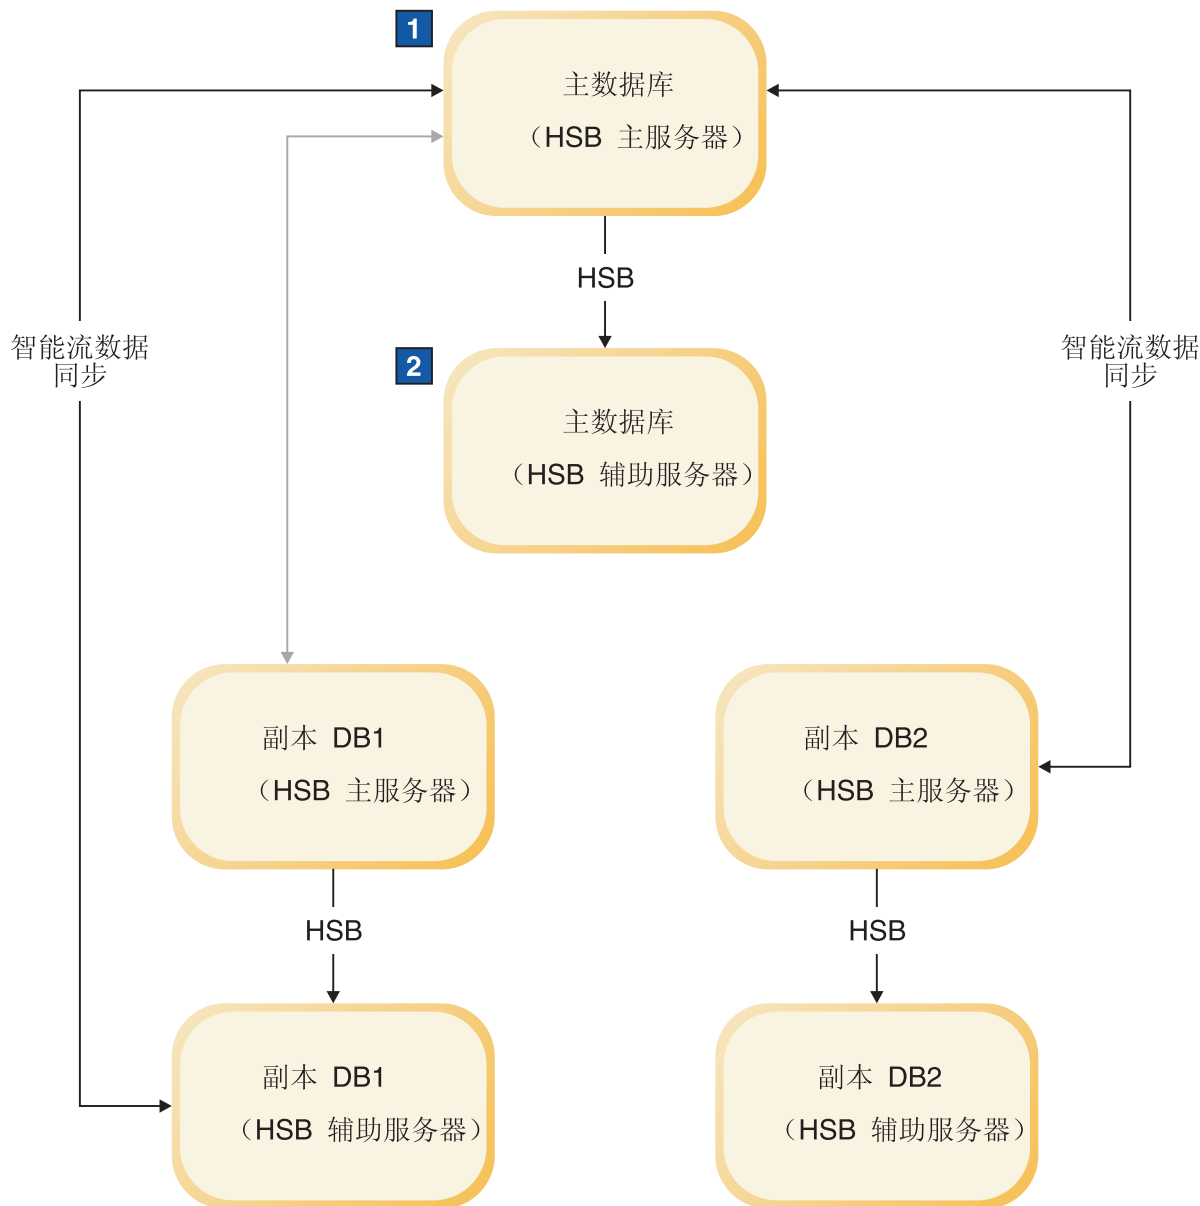 1
主数据库
（HSB 主服务器）
HSB
智能流数据
同步
智能流数据
同步
2
主数据库
（HSB 辅助服务器）
副本 DB1
（HSB 主服务器）
副本 DB2
（HSB 主服务器）
HSB
HSB
副本 DB1
（HSB 辅助服务器）
副本 DB2
（HSB 辅助服务器）